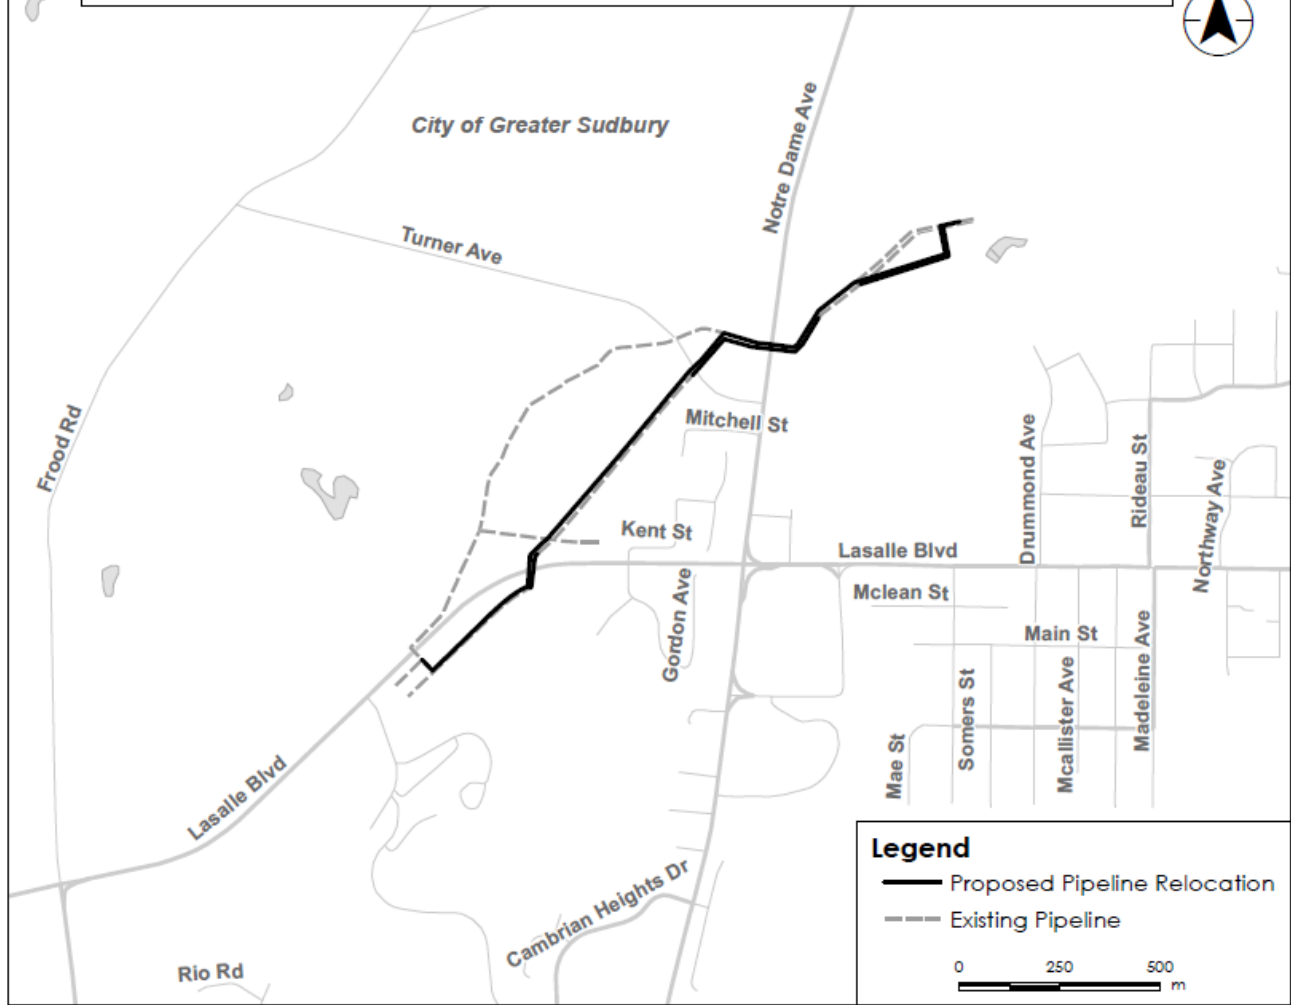 City of Greater Sudbury
Notre Dame Ave
Turner Ave
Frood Rd
Mitchell St
Drummond Ave
Rideau St
Northway Ave
Kent St
Lasalle Blvd
Mclean St
Gordon Ave
Main St
Madeleine Ave
Somers St
Mcallister Ave
Mae St
Lasalle Blvd
Cambrian Heights Dr
Rio Rd
Legend
Proposed Pipeline Relocation
Existing Pipeline
0 250 500
m